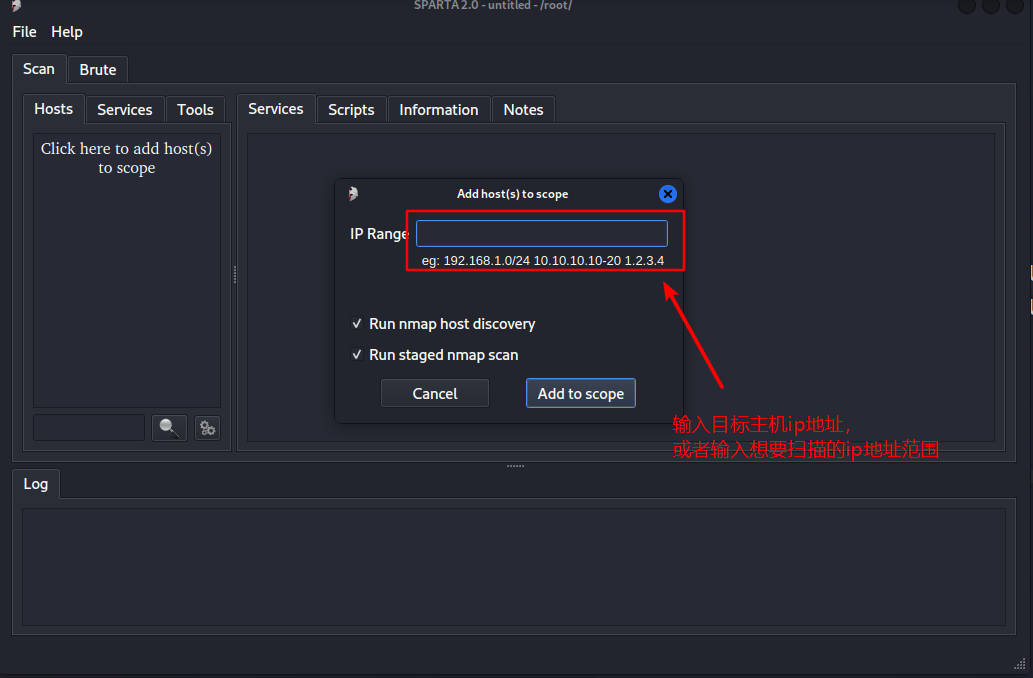 SPARTA 2.0 - untitled - /root/
File Help
Scan Brute
Hosts Services Tools
Services Scripts Information Notes
Click here to add host(s)
to scope
Add host(s) to scope
IP Range
eg: 192.168.1.0/24 10.10.10.10-20 1.2.3.4
Run nmap host discovery
Run staged nmap scan
Cancel Add to scope
输入目标主机ip地址，
或者输入想要扫描的ip地址范围
Log